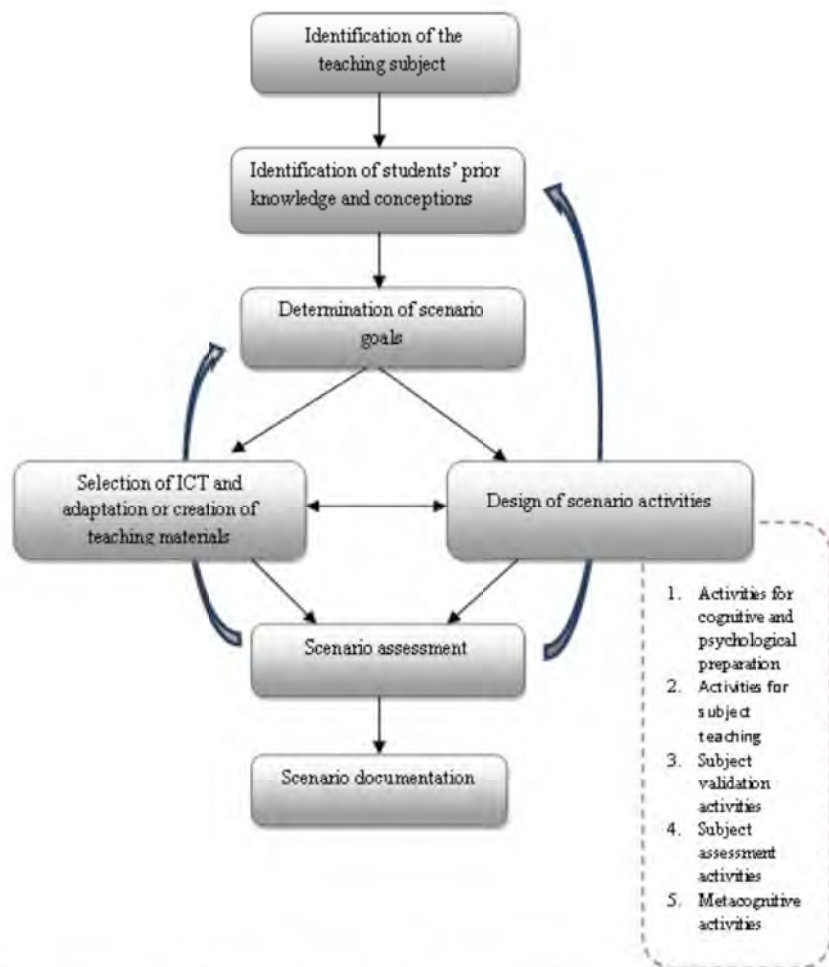 Identification of the
teaching subject
Identification of students' prior
knowledge and conceptions
Determination of scenario
goals
Selection of ICT and
adaptation or creation of
teaching materials
Design of scenario activities
1. Activities for
cognitive and
psychological
preparation
2. Activities for
subject
teaching
3. Subject
validation
activities
4. Subject
assessment
activities
5. Metacognitive
activities
Scenario assessment
Scenario documentation